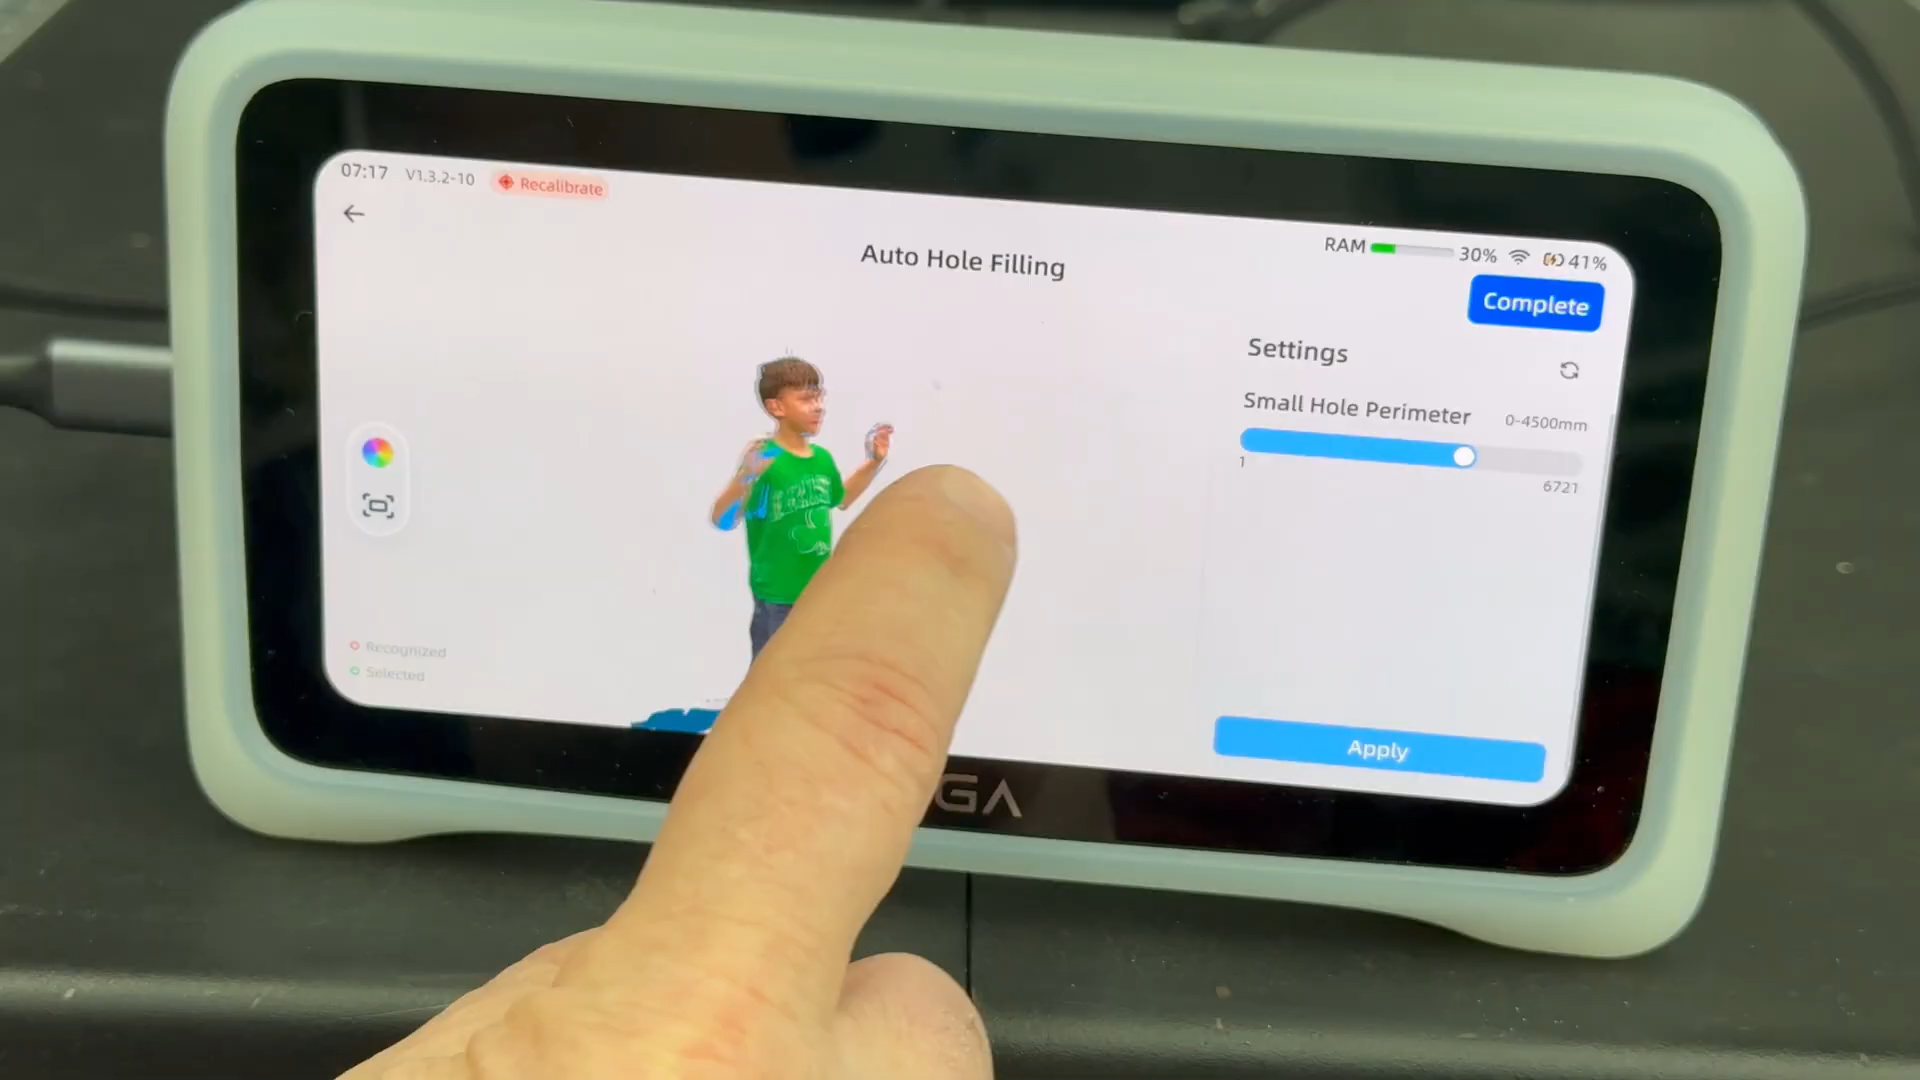 07:17 V1.3.2-10 Recalibrate
RAM 30% 41%
Auto Hole Filling
Complete
Settings
Small Hole Perimeter 0-4500mm
1
6721
Recognized
Selected
Apply
GA